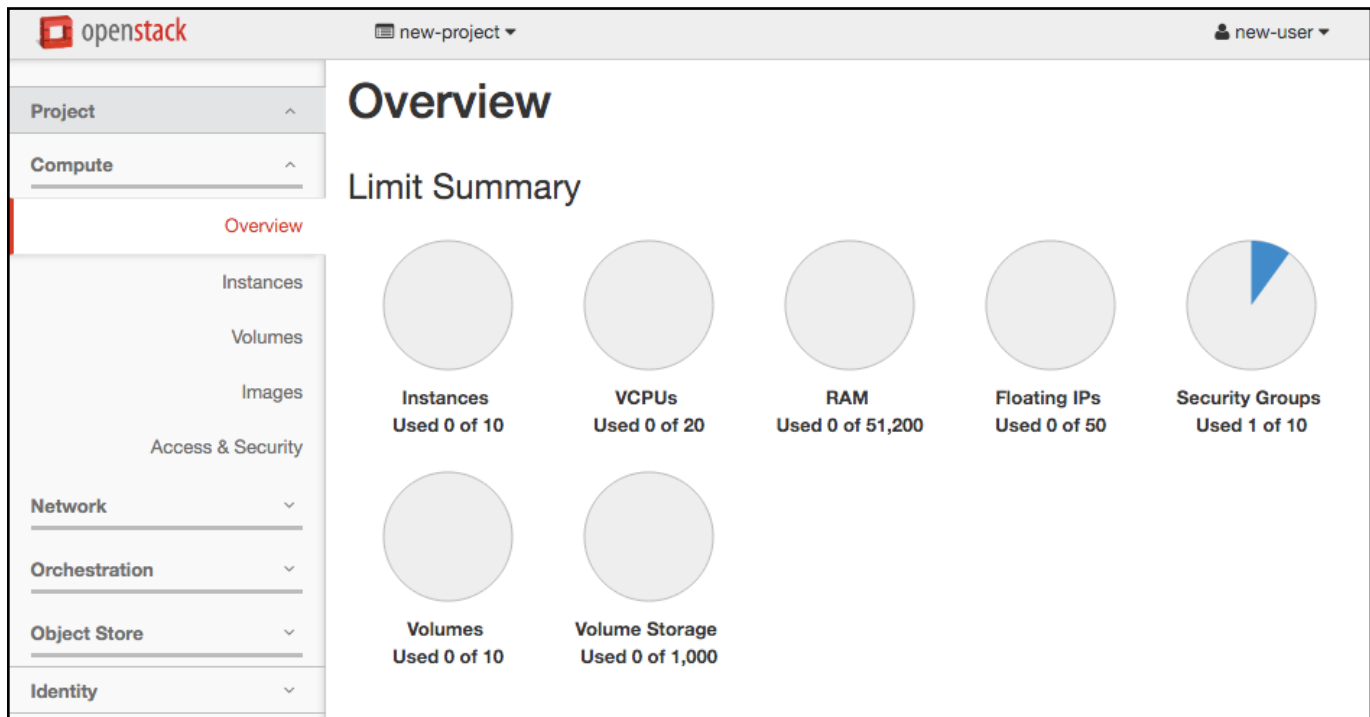 openstack
new-project
new-user
Project
Compute
Overview
Instances
Volumes
Images
Access & Security
Network
Orchestration
Object Store
Identity
Overview
Limit Summary
Instances
Used 0 of 10
VCPUs
Used 0 of 20
RAM
Used 0 of 51,200
Floating IPs
Used 0 of 50
Security Groups
Used 1 of 10
Volumes
Used 0 of 10
Volume Storage
Used 0 of 1,000